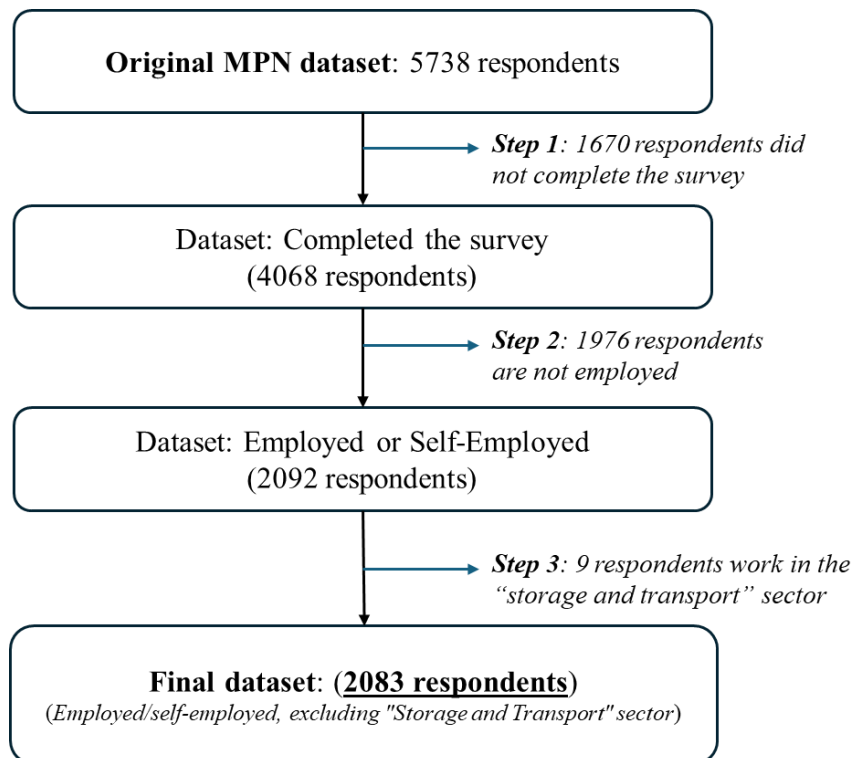 Original MPN dataset: 5738 respondents
Step 1: 1670 respondents did
not complete the survey
Dataset: Completed the survey
(4068 respondents)
Step 2: 1976 respondents
are not employed
Dataset: Employed or Self-Employed
(2092 respondents)
Step 3: 9 respondents work in the
“storage and transport” sector
Final dataset: (2083 respondents)
(Employed/self-employed, excluding "Storage and Transport" sector)